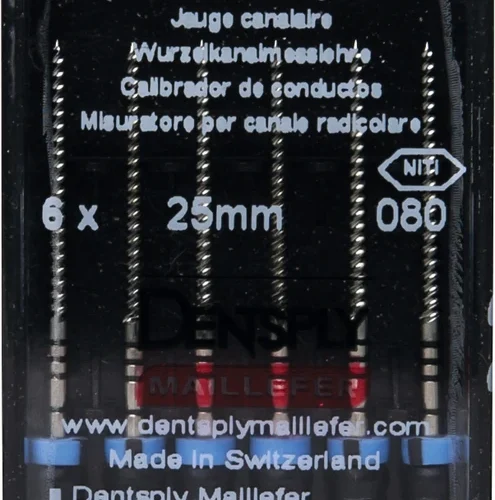 Jauge canalaire
Wurzelkanalmesslehre
Calibrador de conductos
Misuratore per canale radicolare
NITI
6 x 25mm 080
DENTSPLY
MAILLEFER
www.dentsplymaillefer.com
Made in Switzerland
Dentsply Maillefer